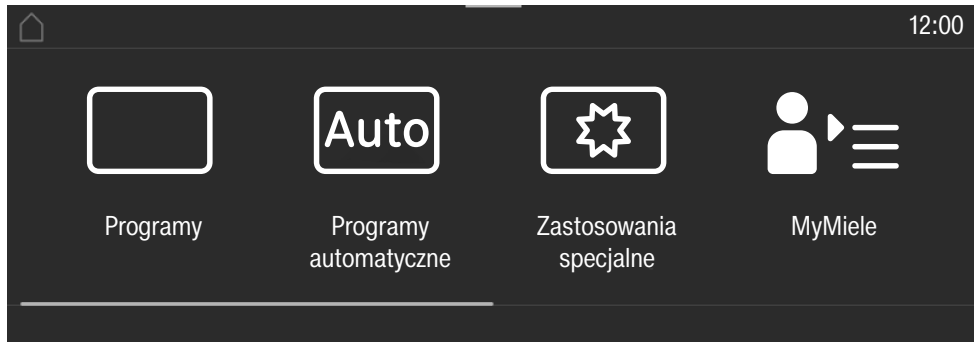 12:00
Auto
Programy
Programy
automatyczne
Zastosowania
specjalne
MyMiele